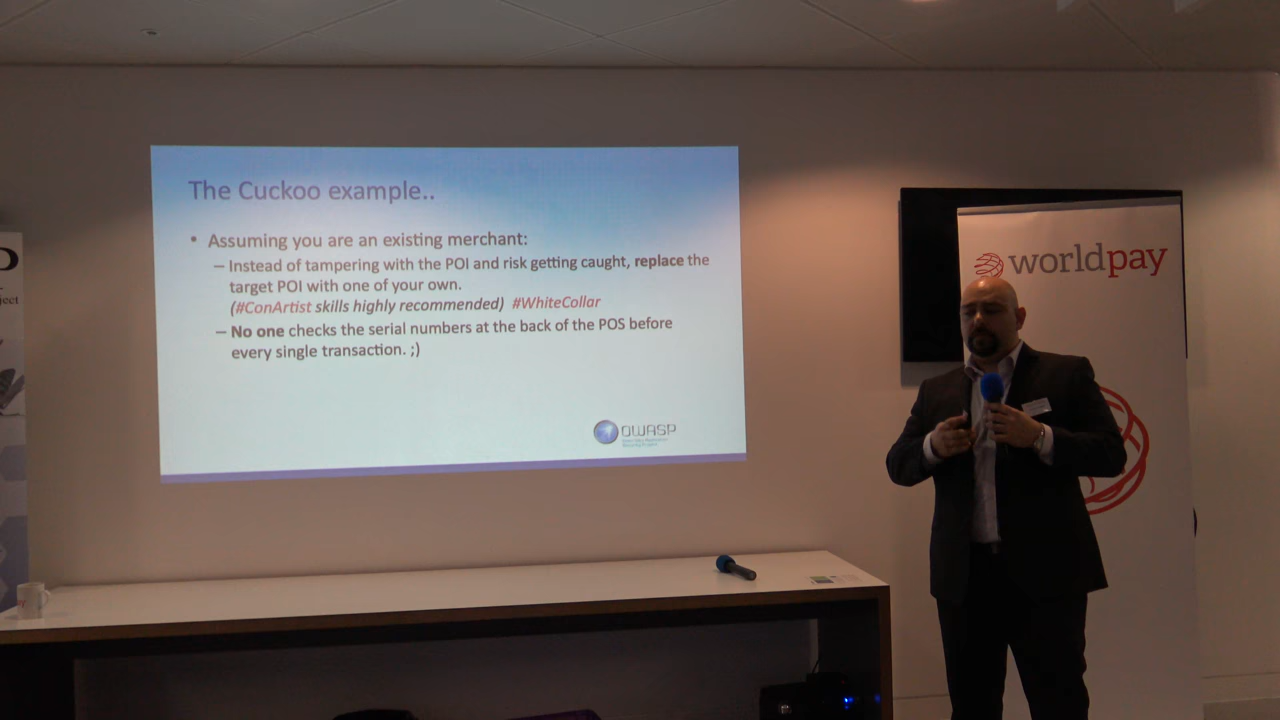 The Cuckoo example..
• Assuming you are an existing merchant:
– Instead of tampering with the POI and risk getting caught, replace the
target POI with one of your own.
(#ConArtist skills highly recommended) #WhiteCollar
– No one checks the serial numbers at the back of the POS before
every single transaction. ;)
OWASP
worldpay